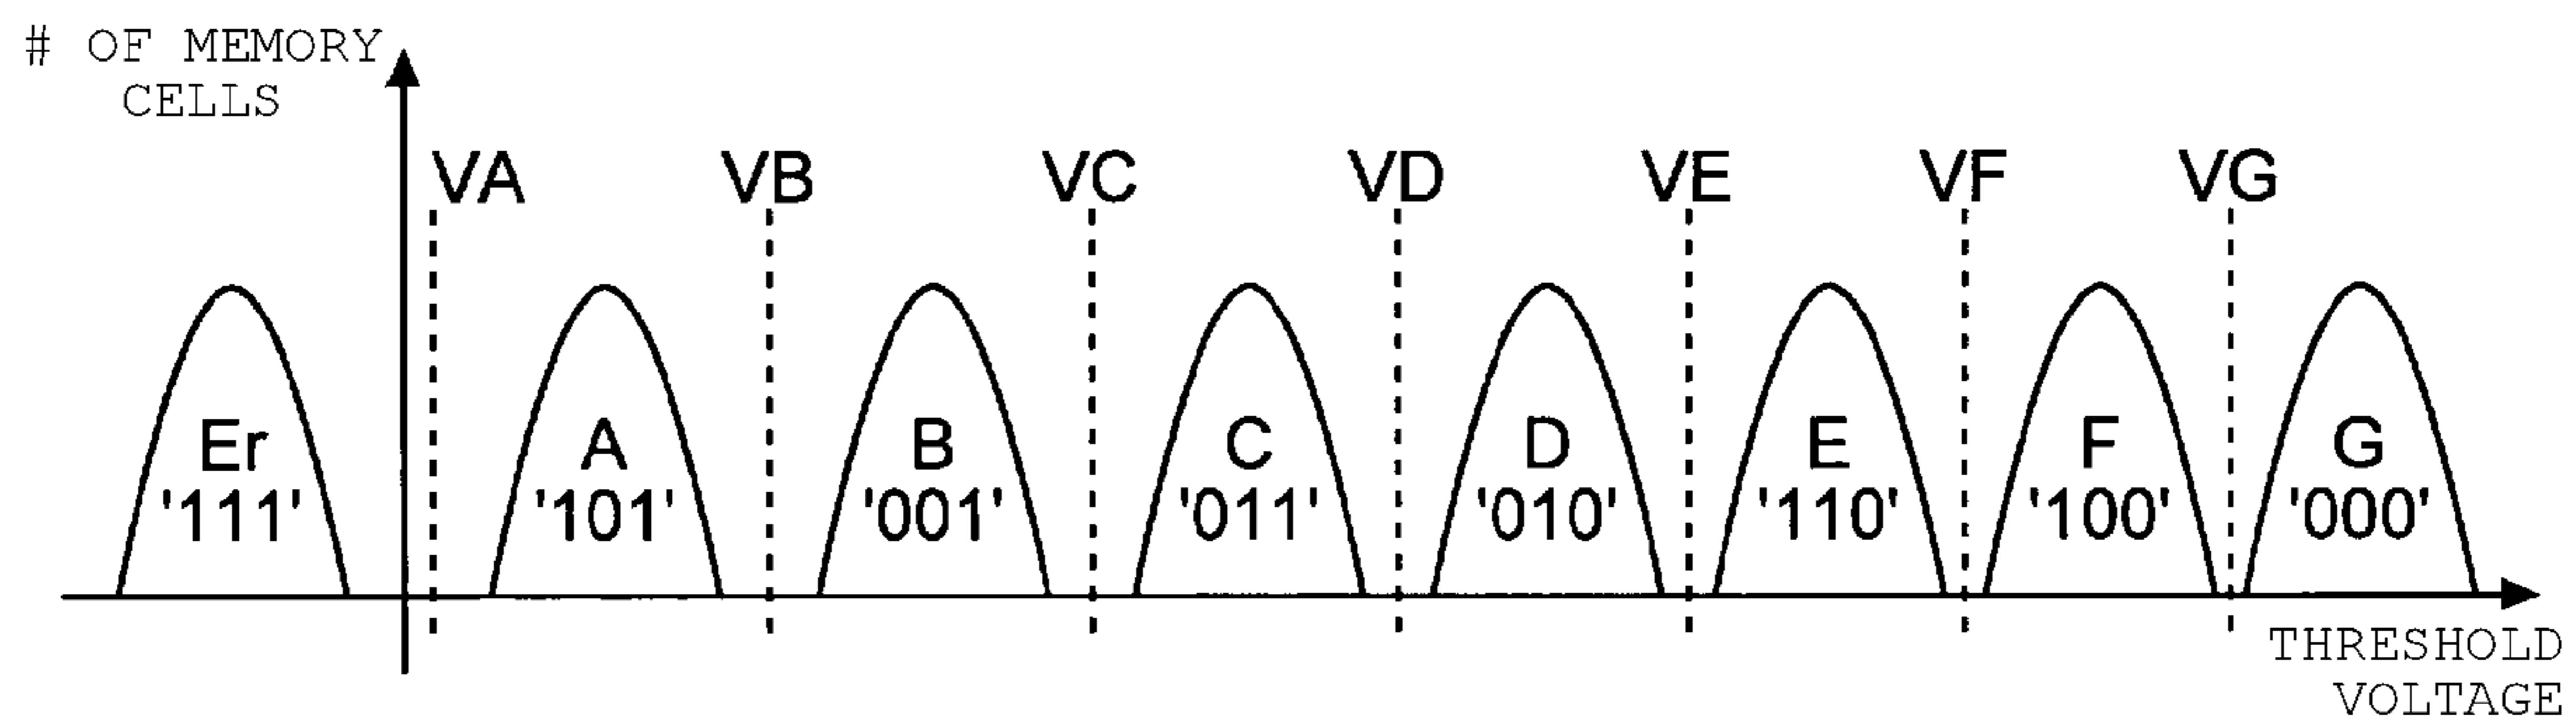 # OF MEMORY
CELLS
VA VB VC VD VE VF VG
Er A B C D E F G
'111' '101' '001' '011' '010' '110' '100' '000'
THRESHOLD
VOLTAGE